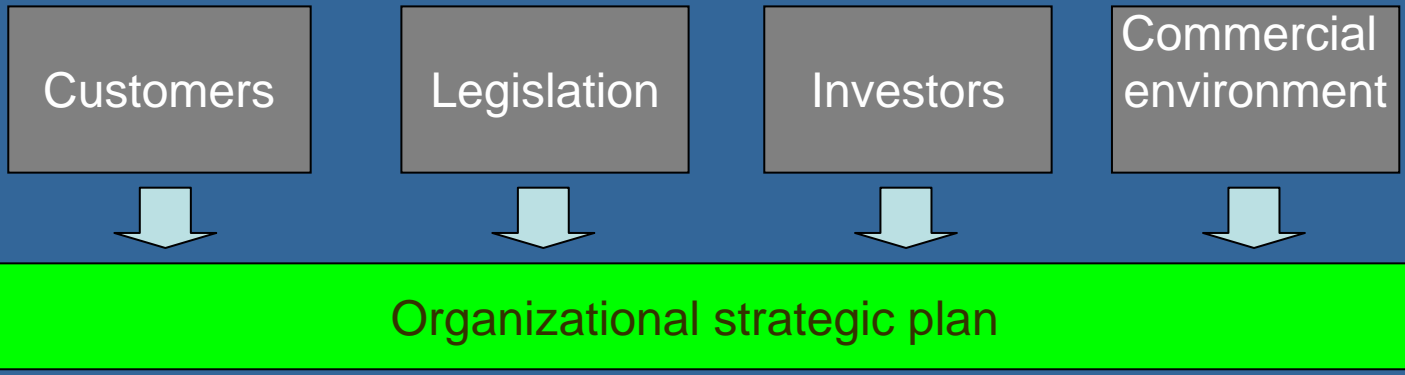 Customers
Legislation
Investors
Commercial
environment
Organizational strategic plan